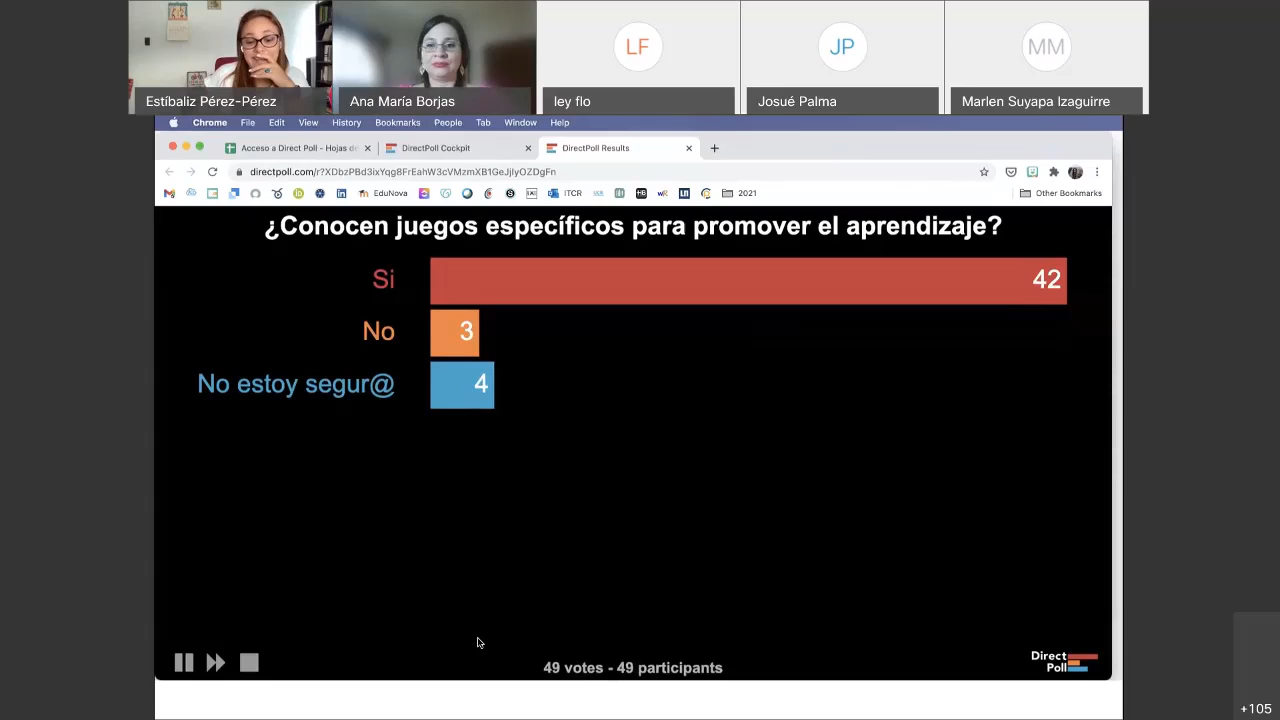 LF
JP
MM
Estíbaliz Pérez-Pérez
Ana María Borjas
ley flo
Josué Palma
Marlen Suyapa Izaguirre
Chrome File Edit View History Bookmarks People Tab Window Help
Acceso a Direct Poll - Hojas de
DirectPoll Cockpit
DirectPoll Results
directpoll.com/r?XDbzPBd3ixYqg8FrEahW3cVMzmXB1GeJjIyOZDgFn
EduNova
ITCR
2021
Other Bookmarks
¿Conocen juegos específicos para promover el aprendizaje?
Si 42
No 3
No estoy segur@ 4
49 votes - 49 participants
Direct
Poll
+105